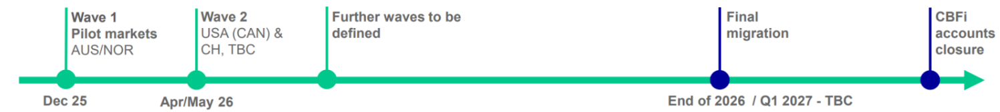 Wave 1
Pilot markets
AUS/NOR
Wave 2
USA (CAN) &
CH, TBC
Further waves to be
defined
Final
migration
CBFi
accounts
closure
Dec 25
Apr/May 26
End of 2026 / Q1 2027 - TBC